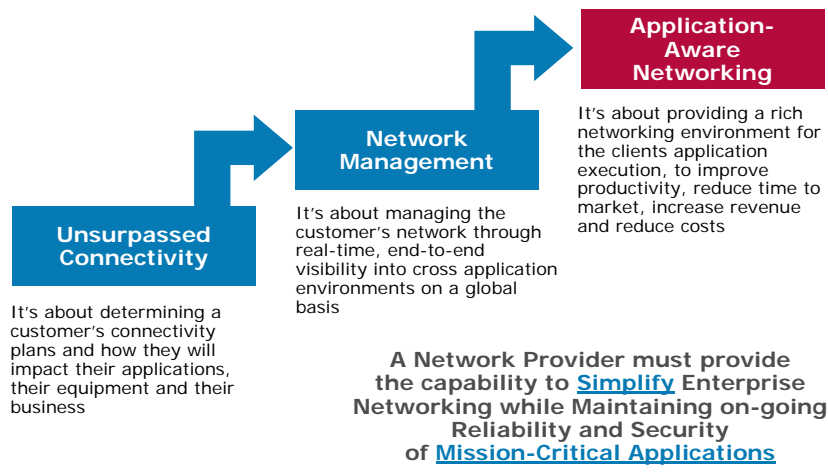 Application-
Aware
Networking
It's about providing a rich
networking environment for
the clients application
execution, to improve
productivity, reduce time to
market, increase revenue
and reduce costs
Network
Management
It's about managing the
customer's network through
real-time, end-to-end
visibility into cross application
environments on a global
basis
Unsurpassed
Connectivity
It's about determining a
customer's connectivity
plans and how they will
impact their applications,
their equipment and their
business
A Network Provider must provide
the capability to Simplify Enterprise
Networking while Maintaining on-going
Reliability and Security
of Mission-Critical Applications